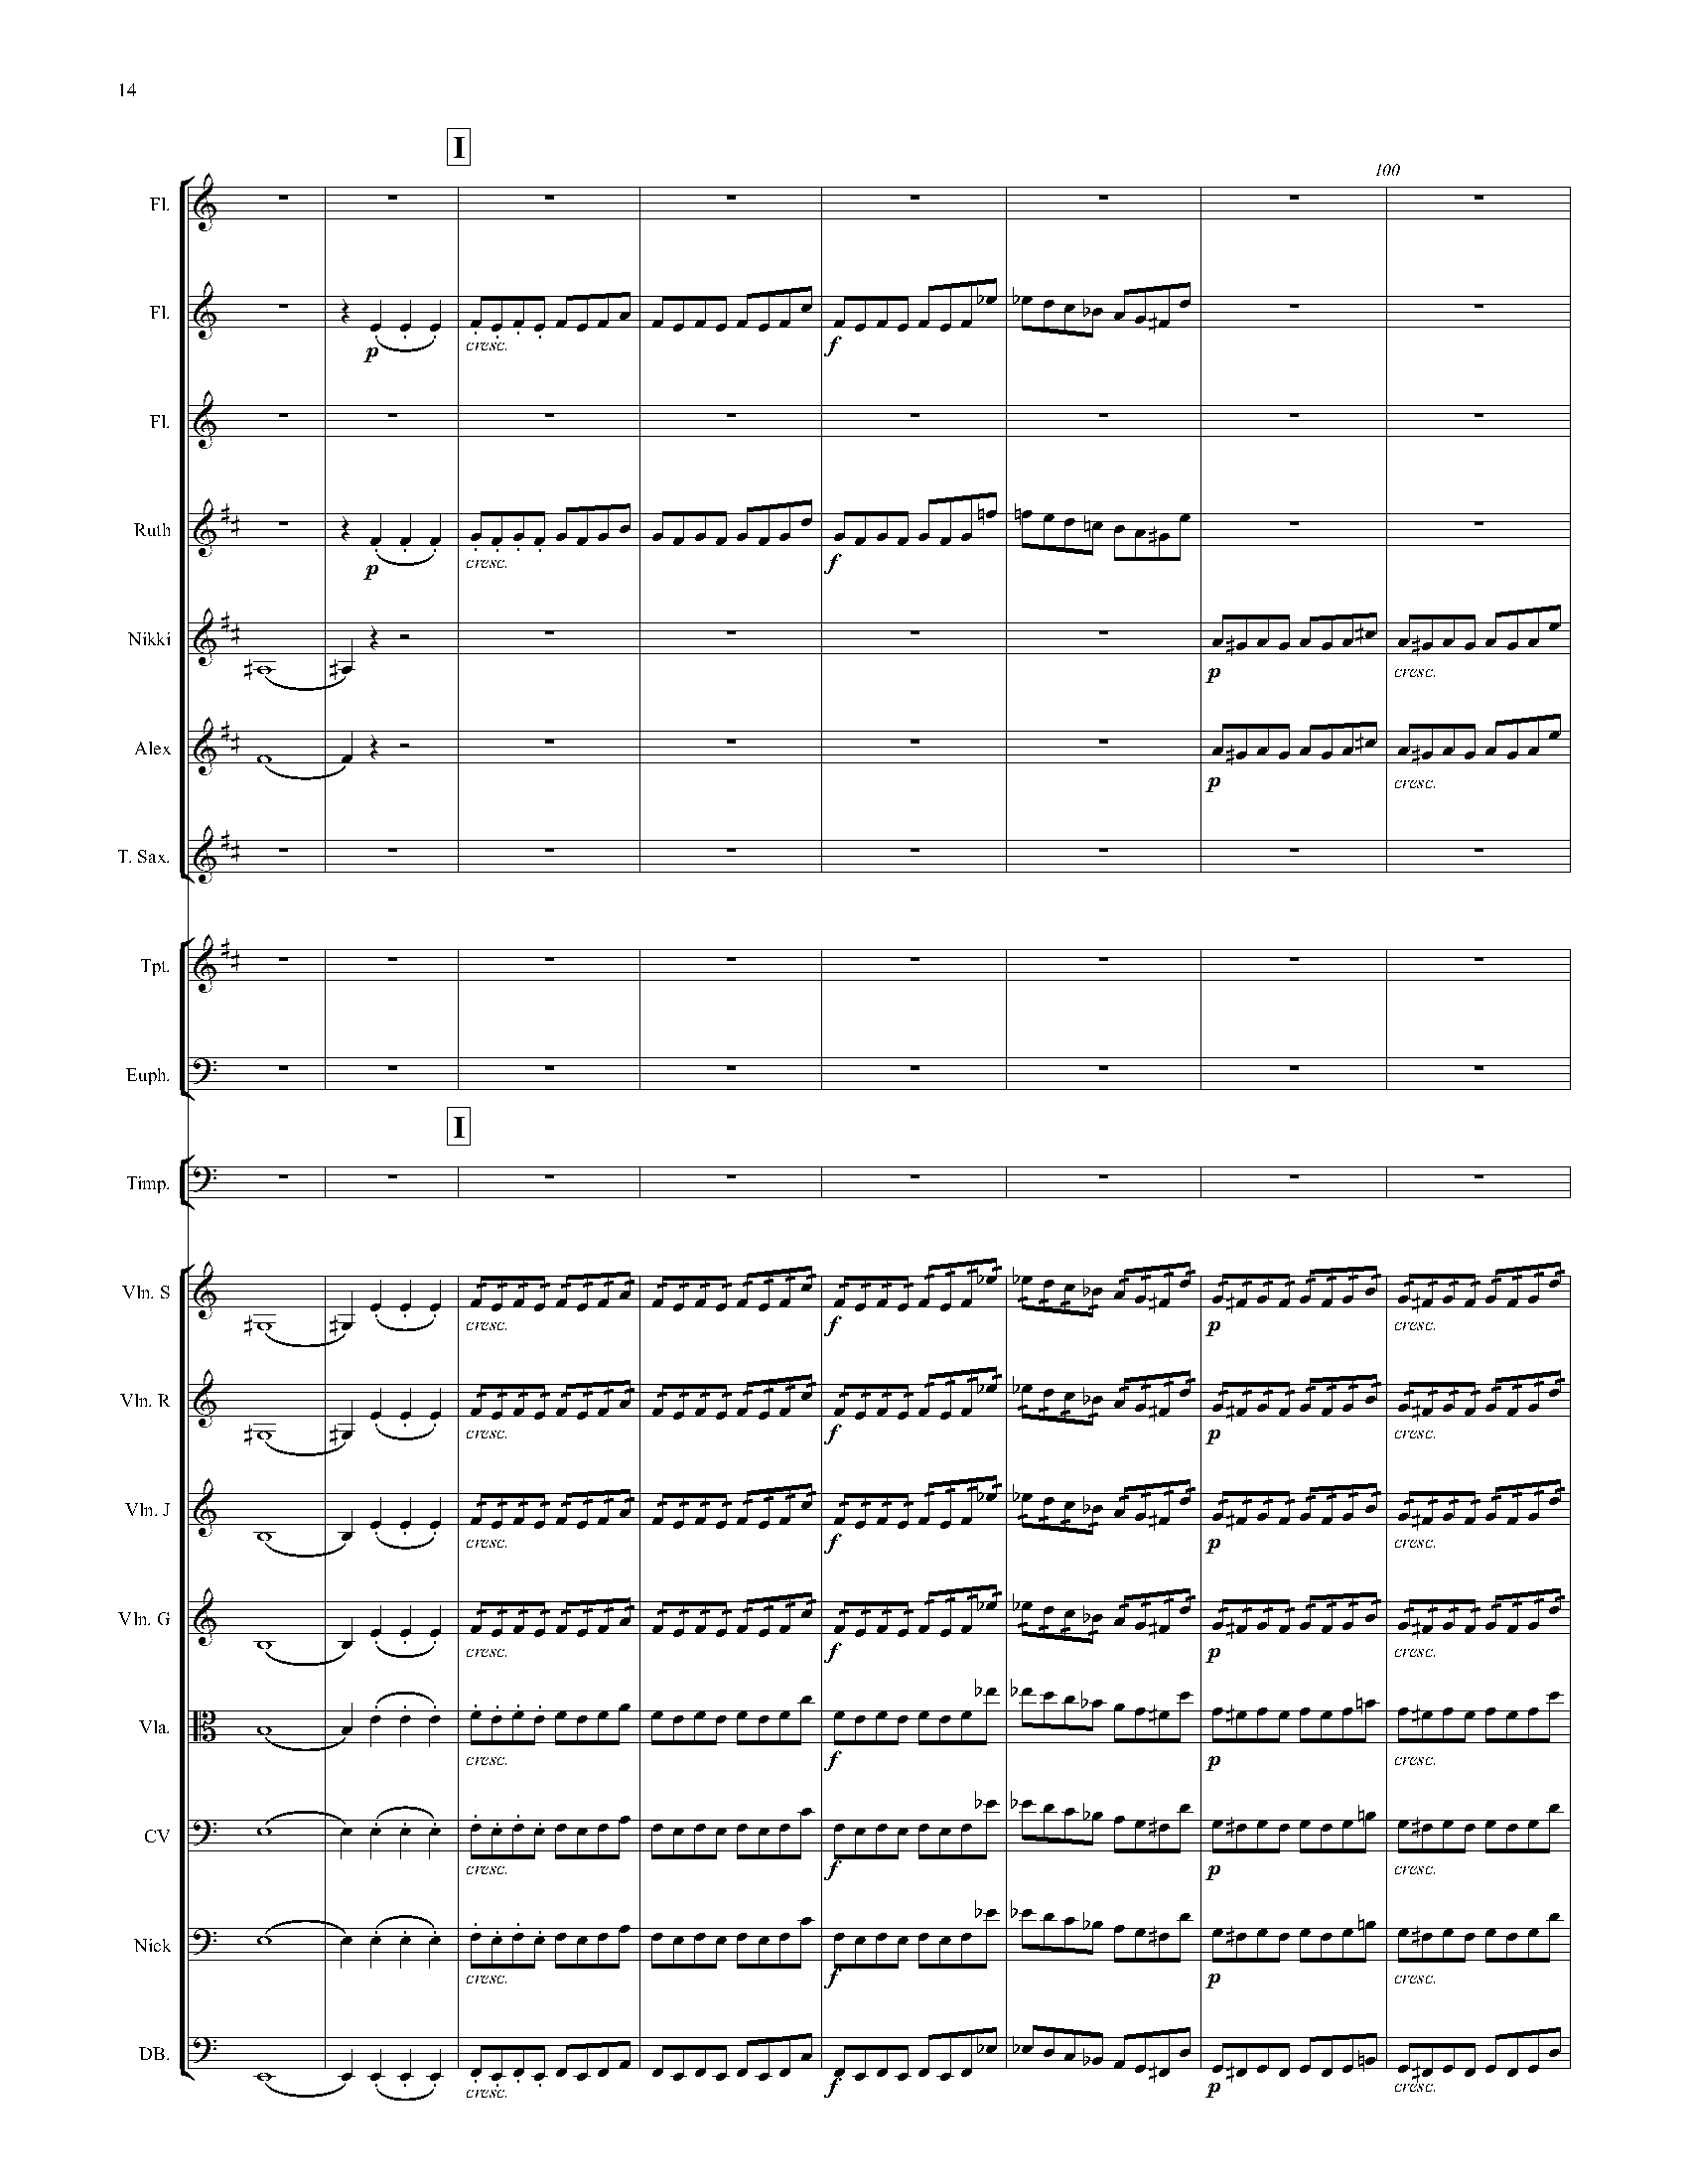 14
I
100
Fl.
Fl.
p cresc. f
Fl.
Ruth
p cresc. f
Nikki
p cresc.
Alex
p cresc.
T. Sax.
Tpt.
Euph.
I
Timp.
Vln. S
cresc. f p cresc.
Vln. R
cresc. f p cresc.
Vln. J
cresc. f p cresc.
Vln. G
cresc. f p cresc.
Vla.
cresc. f p cresc.
CV
cresc. f p cresc.
Nick
cresc. f p cresc.
DB.
cresc. f p cresc.